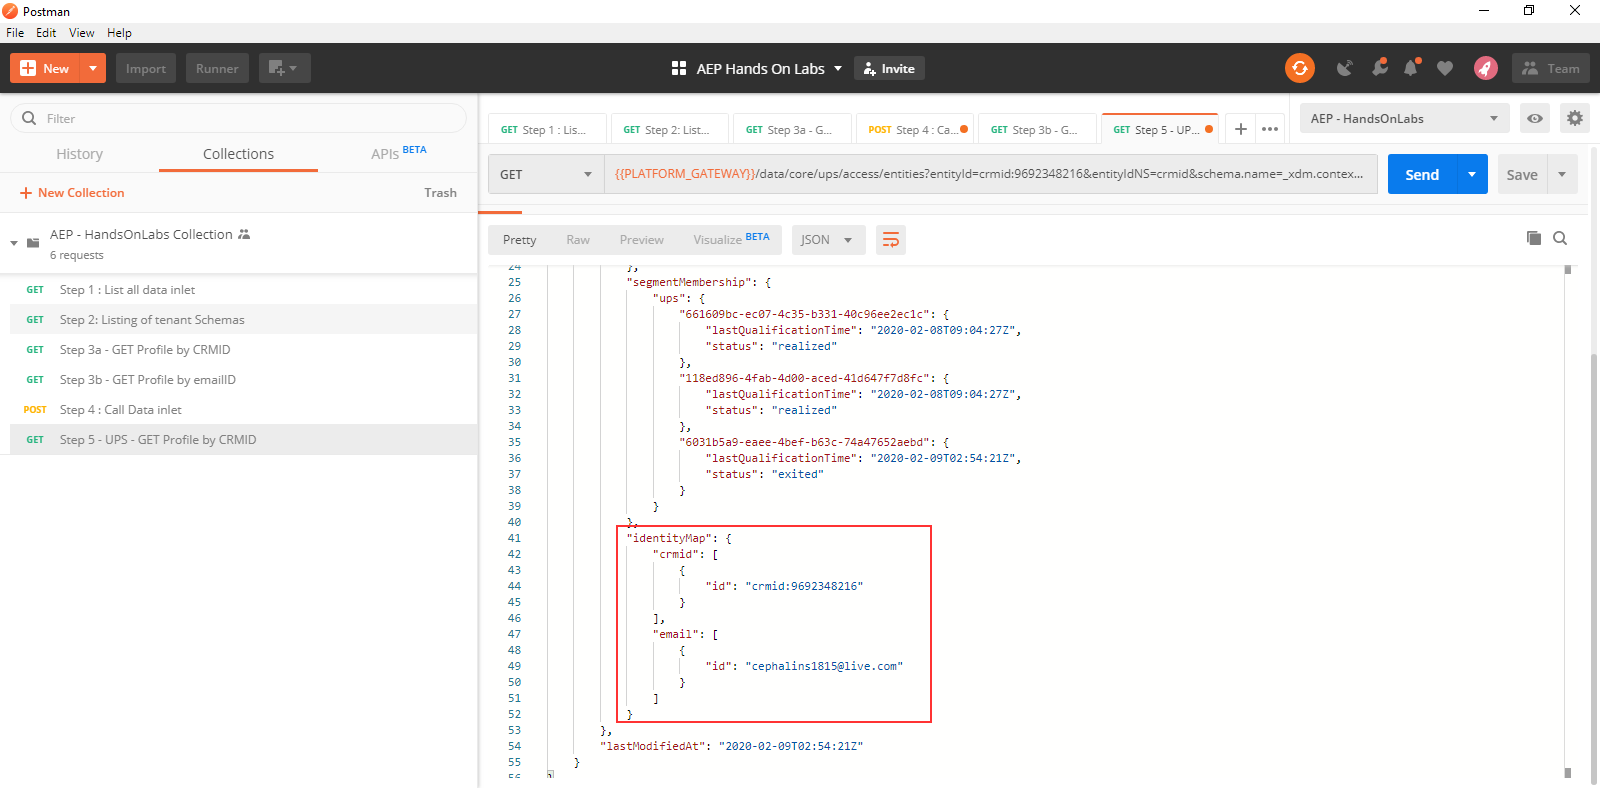 Postman
File Edit View Help
New Import Runner AEP Hands On Labs Invite Team
Filter
History Collections APIs BETA
New Collection Trash
AEP - HandsOnLabs Collection
6 requests
GET Step 1 : List all data inlet
GET Step 2: Listing of tenant Schemas
GET Step 3a - GET Profile by CRMID
GET Step 3b - GET Profile by emailID
POST Step 4 : Call Data inlet
GET Step 5 - UPS - GET Profile by CRMID
GET Step 1 : Lis... GET Step 2: List... GET Step 3a - G... POST Step 4 : Ca... GET Step 3b - G... GET Step 5 - UP... AEP - HandsOnLabs
GET {{PLATFORM_GATEWAY}}/data/core/ups/access/entities?entityId=crmid:9692348216&entityIdNS=crmid&schema.name=_xdm.contex... Send Save
Pretty Raw Preview Visualize BETA JSON
24 },
25 "segmentMembership": {
26 "ups": {
27 "661609bc-ec07-4c35-b331-40c96ee2ec1c": {
28 "lastQualificationTime": "2020-02-08T09:04:27Z",
29 "status": "realized"
30 },
31 "118ed896-4fab-4d00-aced-41d647f7d8fc": {
32 "lastQualificationTime": "2020-02-08T09:04:27Z",
33 "status": "realized"
34 },
35 "6031b5a9-eaee-4bef-b63c-74a47652aebd": {
36 "lastQualificationTime": "2020-02-09T02:54:21Z",
37 "status": "exited"
38 }
39 }
40 },
41 "identityMap": {
42 "crmid": [
43 {
44 "id": "crmid:9692348216"
45 }
46 ],
47 "email": [
48 {
49 "id": "cephalins1815@live.com"
50 }
51 ]
52 }
53 },
54 "lastModifiedAt": "2020-02-09T02:54:21Z"
55 }
56 }